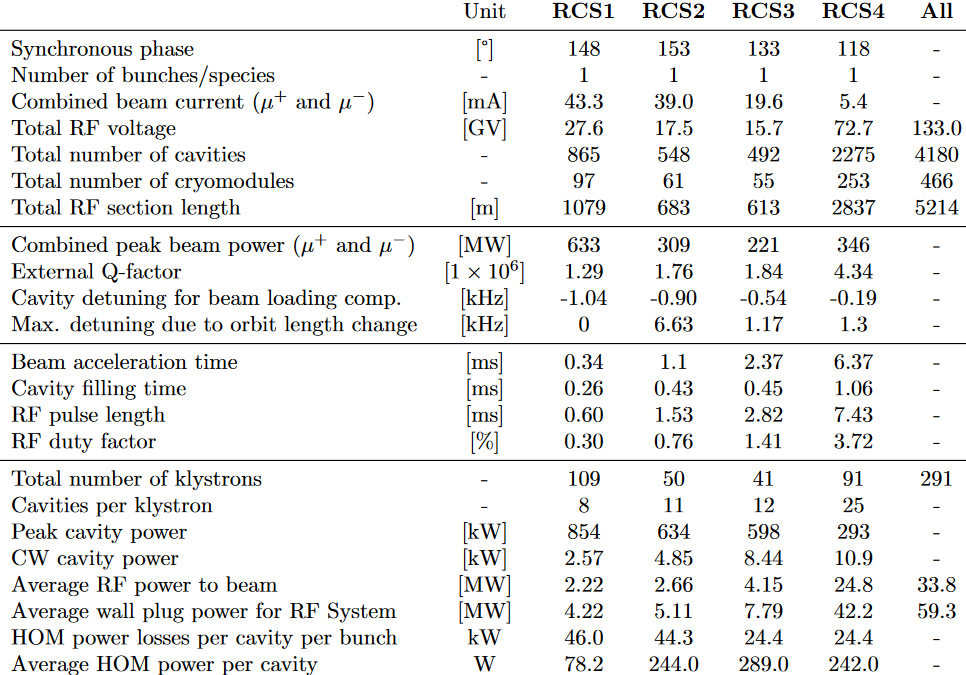 Unit RCS1 RCS2 RCS3 RCS4 All
Synchronous phase [°] 148 153 133 118 -
Number of bunches/species - 1 1 1 1 -
Combined beam current (μ⁺ and μ⁻) [mA] 43.3 39.0 19.6 5.4 -
Total RF voltage [GV] 27.6 17.5 15.7 72.7 133.0
Total number of cavities - 865 548 492 2275 4180
Total number of cryomodules - 97 61 55 253 466
Total RF section length [m] 1079 683 613 2837 5214
Combined peak beam power (μ⁺ and μ⁻) [MW] 633 309 221 346 -
External Q-factor [1 × 10⁶] 1.29 1.76 1.84 4.34 -
Cavity detuning for beam loading comp. [kHz] -1.04 -0.90 -0.54 -0.19 -
Max. detuning due to orbit length change [kHz] 0 6.63 1.17 1.3 -
Beam acceleration time [ms] 0.34 1.1 2.37 6.37 -
Cavity filling time [ms] 0.26 0.43 0.45 1.06 -
RF pulse length [ms] 0.60 1.53 2.82 7.43 -
RF duty factor [%] 0.30 0.76 1.41 3.72 -
Total number of klystrons - 109 50 41 91 291
Cavities per klystron - 8 11 12 25 -
Peak cavity power [kW] 854 634 598 293 -
CW cavity power [kW] 2.57 4.85 8.44 10.9 -
Average RF power to beam [MW] 2.22 2.66 4.15 24.8 33.8
Average wall plug power for RF System [MW] 4.22 5.11 7.79 42.2 59.3
HOM power losses per cavity per bunch kW 46.0 44.3 24.4 24.4 -
Average HOM power per cavity W 78.2 244.0 289.0 242.0 -